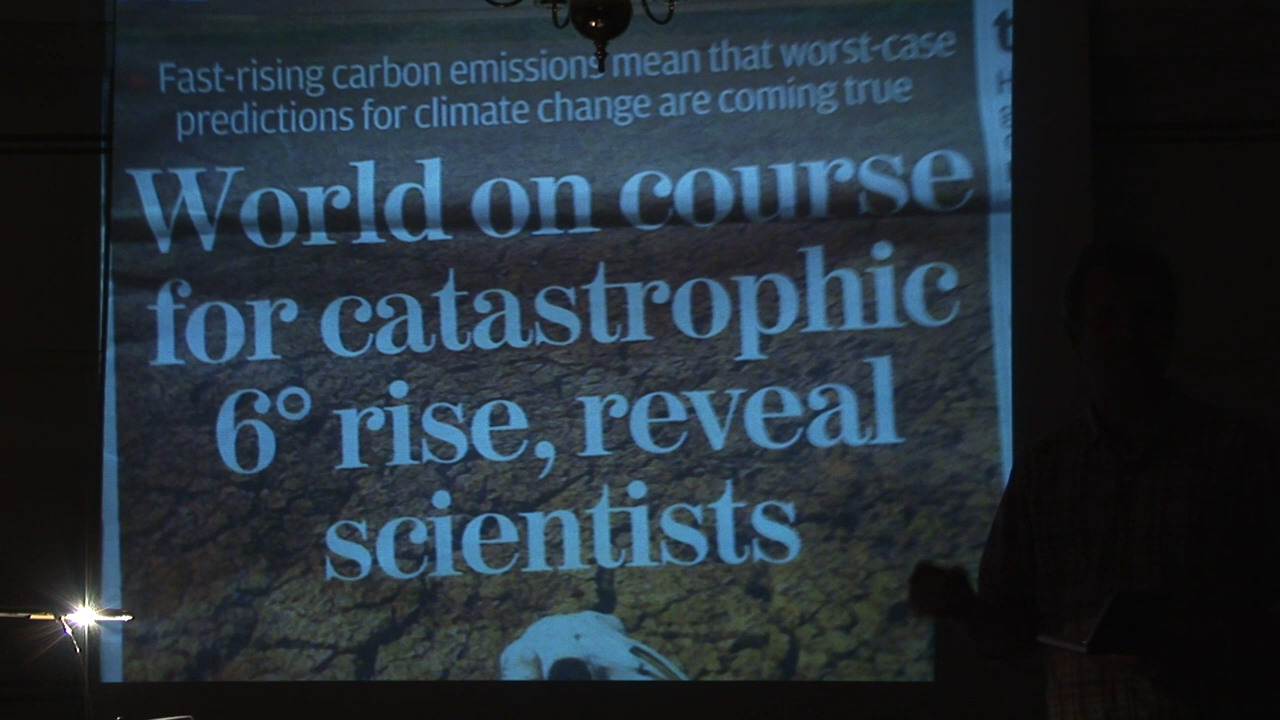 Fast-rising carbon emissions mean that worst-case
predictions for climate change are coming true
World on course
for catastrophic
6° rise, reveal
scientists